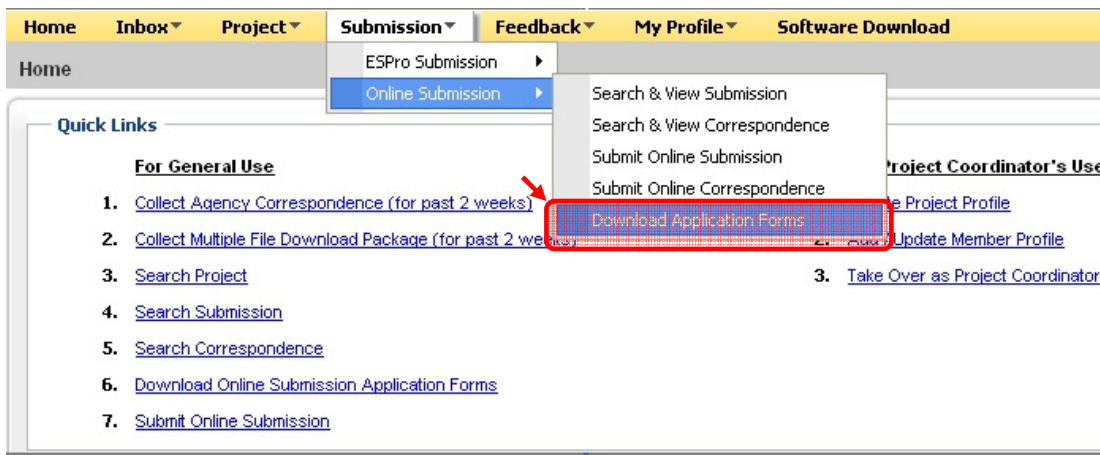 Home Inbox Project Submission Feedback My Profile Software Download
Home
ESPro Submission
Online Submission
Search & View Submission
Search & View Correspondence
Submit Online Submission
Submit Online Correspondence
Download Application Forms
Quick Links
For General Use
1. Collect Agency Correspondence (for past 2 weeks)
2. Collect Multiple File Download Package (for past 2 weeks)
3. Search Project
4. Search Submission
5. Search Correspondence
6. Download Online Submission Application Forms
7. Submit Online Submission
Project Coordinator's Use
Project Profile
2. Update Member Profile
3. Take Over as Project Coordinator